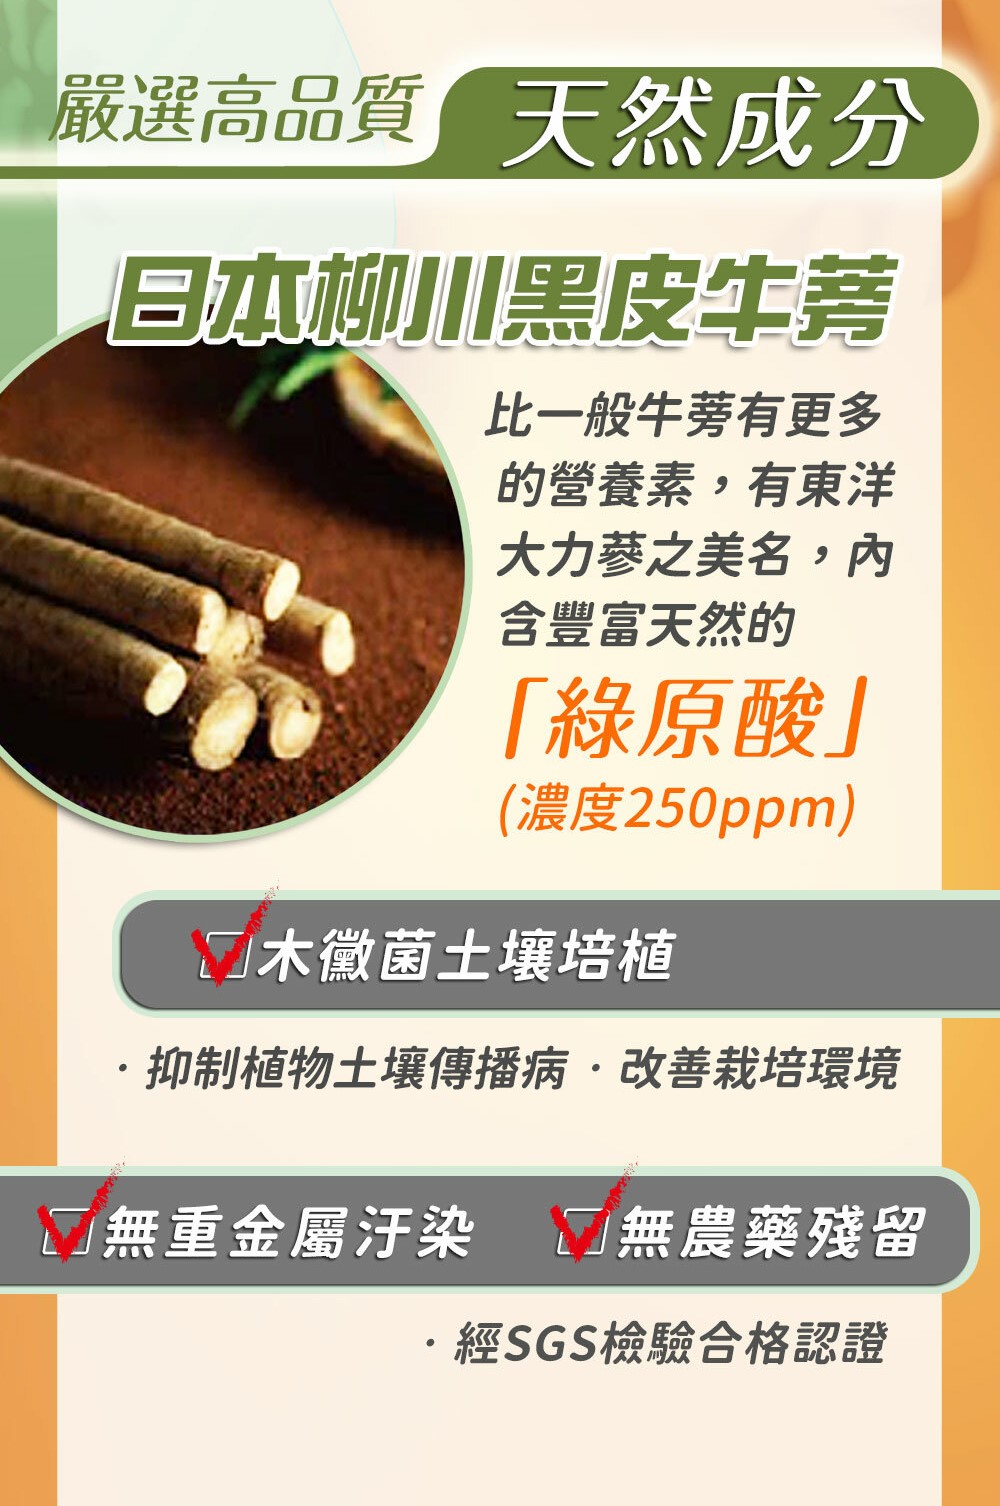 嚴選高品質 天然成分
日本柳川黑皮牛蒡
比一般牛蒡有更多
的營養素，有東洋
大力蔘之美名，內
含豐富天然的
「綠原酸」
(濃度250ppm)
木黴菌土壤培植
·抑制植物土壤傳播病 ·改善栽培環境
無重金屬汙染 無農藥殘留
·經SGS檢驗合格認證